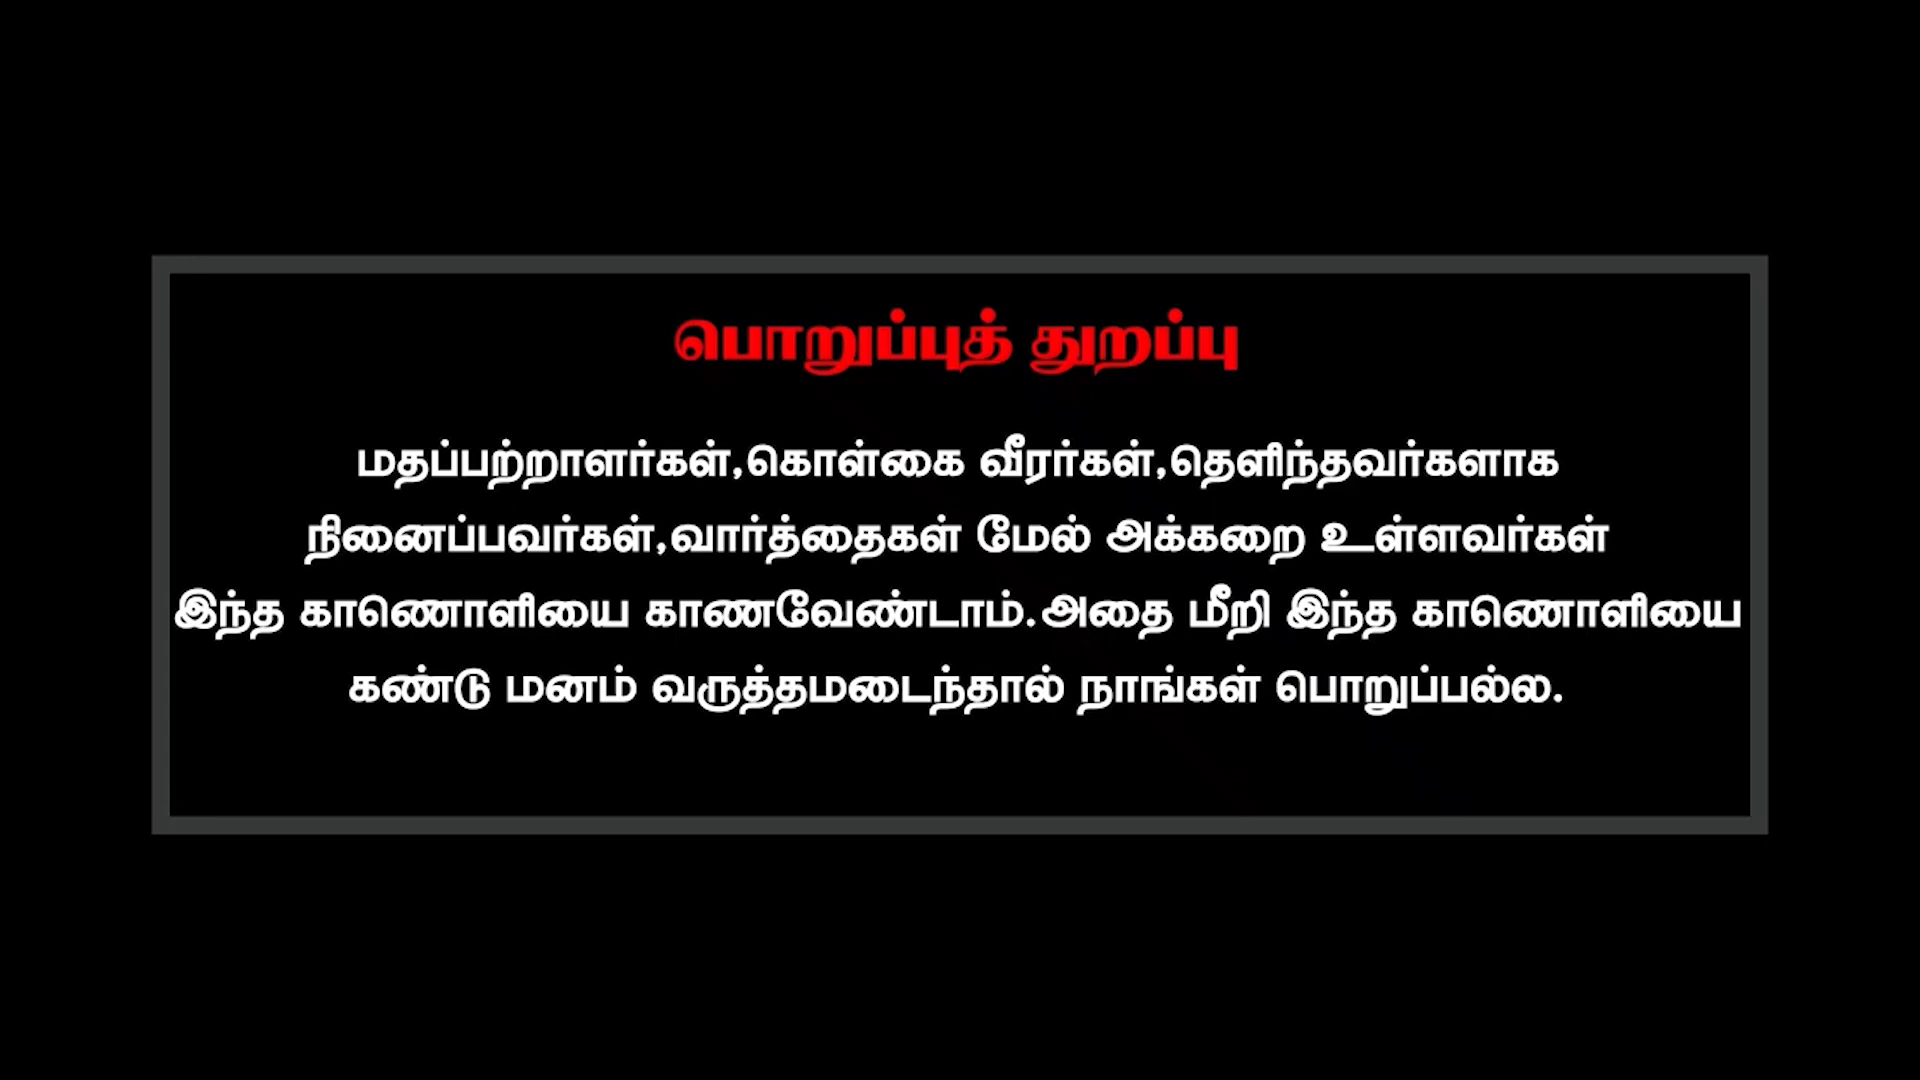 பொறுப்புத் துறப்பு
மதப்பற்றாளர்கள்,கொள்கை வீரர்கள்,தெளிந்தவர்களாக
நினைப்பவர்கள்,வார்த்தைகள் மேல் அக்கறை உள்ளவர்கள்
இந்த காணொளியை காணவேண்டாம்.அதை மீறி இந்த காணொளியை
கண்டு மனம் வருத்தமடைந்தால் நாங்கள் பொறுப்பல்ல.